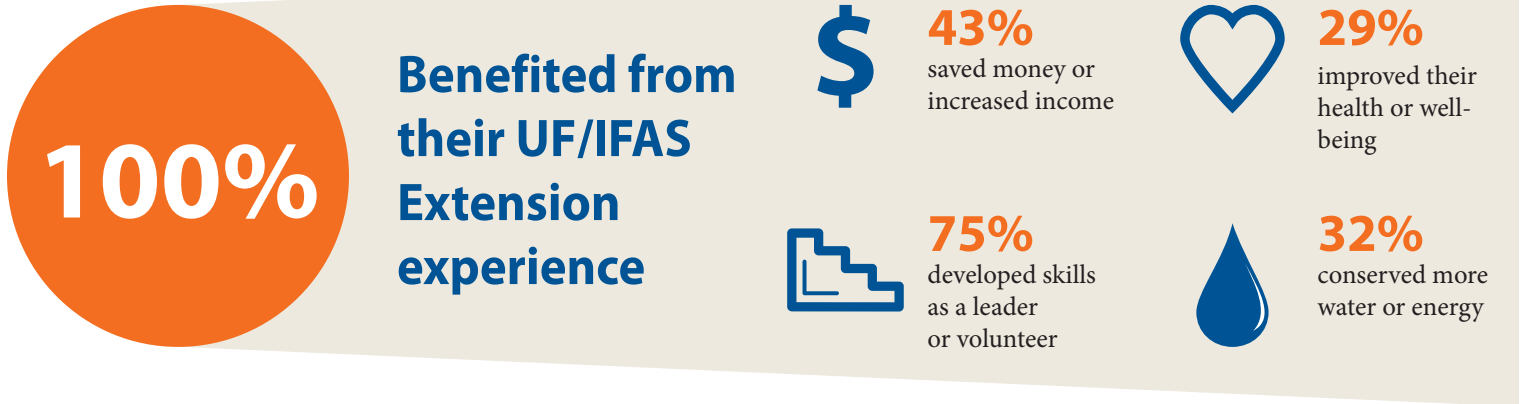 100%
Benefited from
their UF/IFAS
Extension
experience
$
43%
saved money or
increased income
29%
improved their
health or well-
being
75%
developed skills
as a leader
or volunteer
32%
conserved more
water or energy